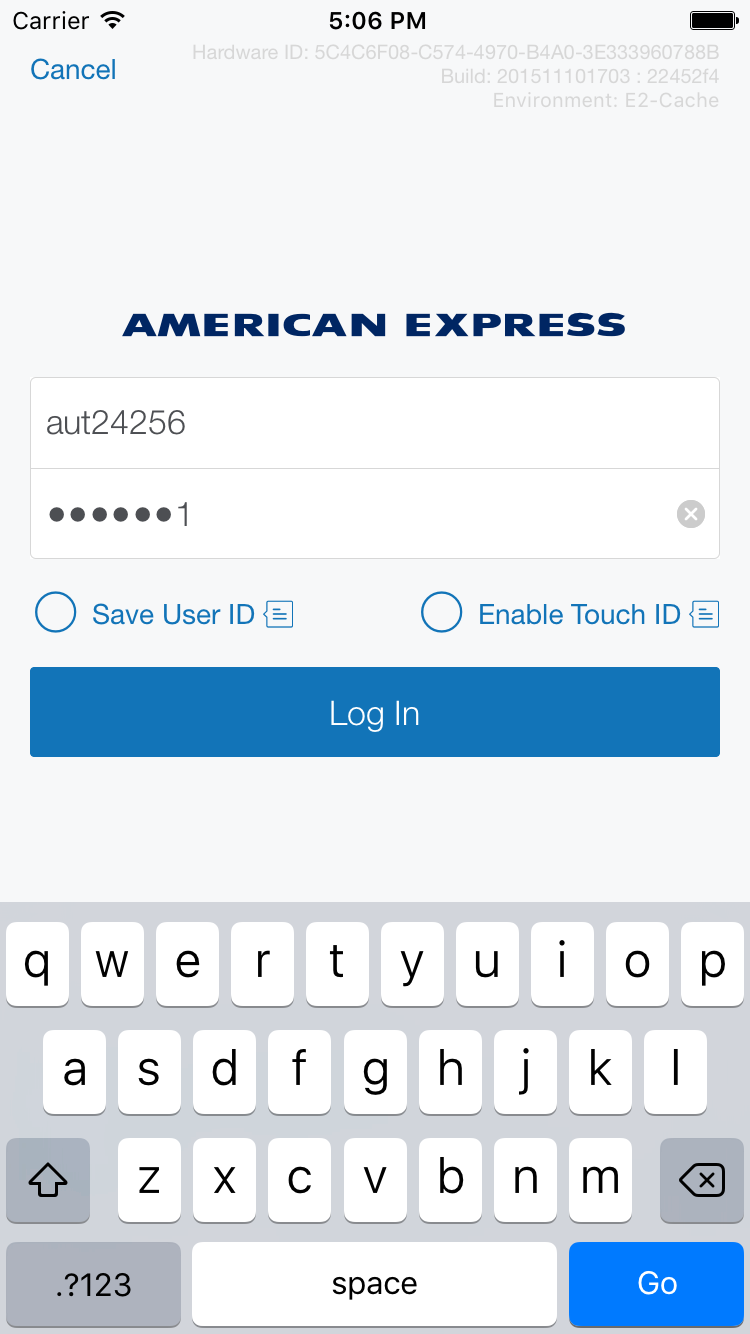 Carrier 5:06 PM
Cancel
Hardware ID: 5C4C6F08-C574-4970-B4A0-3E333960788B
Build: 201511101703 : 22452f4
Environment: E2-Cache
AMERICAN EXPRESS
aut24256
●●●●●●1
Save User ID Enable Touch ID
Log In
q w e r t y u i o p
a s d f g h j k l
z x c v b n m
.?123 space Go